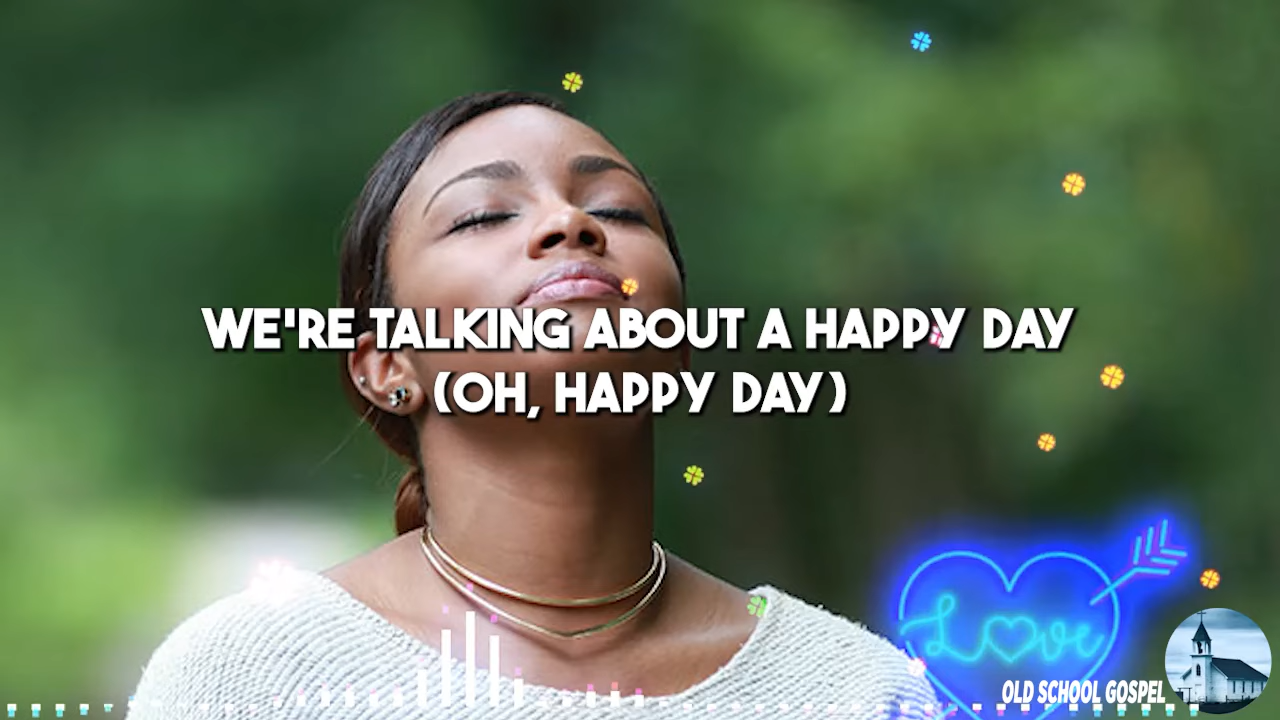 WE'RE TALKING ABOUT A HAPPY DAY
(OH, HAPPY DAY)
Love
OLD SCHOOL GOSPEL